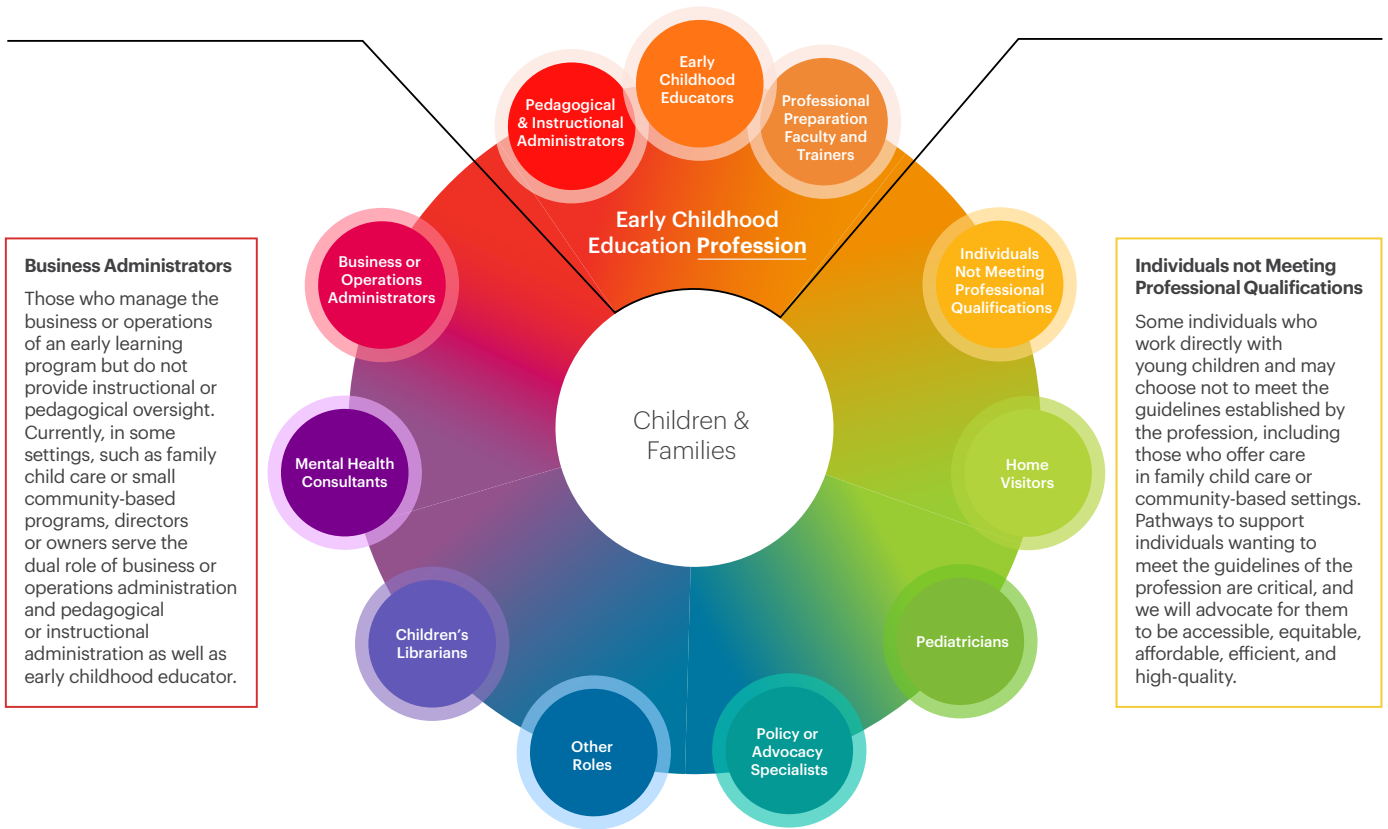 Early
Childhood
Educators
Pedagogical
& Instructional
Administrators
Professional
Preparation
Faculty and
Trainers
Early Childhood
Education Profession
Business or
Operations
Administrators
Individuals
Not Meeting
Professional
Qualifications
Children &
Families
Mental Health
Consultants
Home
Visitors
Children’s
Librarians
Pediatricians
Other
Roles
Policy or
Advocacy
Specialists
Business Administrators
Those who manage the
business or operations
of an early learning
program but do not
provide instructional or
pedagogical oversight.
Currently, in some
settings, such as family
child care or small
community-based
programs, directors
or owners serve the
dual role of business or
operations administration
and pedagogical
or instructional
administration as well as
early childhood educator.
Individuals not Meeting
Professional Qualifications
Some individuals who
work directly with
young children and may
choose not to meet the
guidelines established by
the profession, including
those who offer care
in family child care or
community-based settings.
Pathways to support
individuals wanting to
meet the guidelines of the
profession are critical, and
we will advocate for them
to be accessible, equitable,
affordable, efficient, and
high-quality.